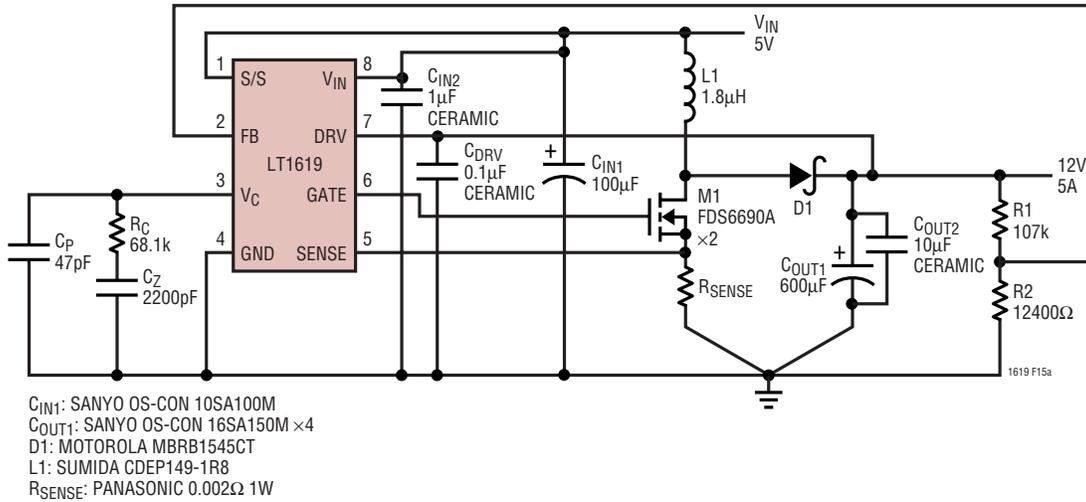 VIN
5V
1
S/S
VIN
8
CIN2
1µF
CERAMIC
L1
1.8µH
2
FB
DRV
7
LT1619
CDRV
0.1µF
CERAMIC
+
CIN1
100µF
D1
12V
5A
3
VC
GATE
6
M1
FDS6690A
×2
RC
68.1k
CP
47pF
CZ
2200pF
4
GND
SENSE
5
RSENSE
+
COUT1
600µF
COUT2
10µF
CERAMIC
R1
107k
R2
12400Ω
1619 F15a
CIN1: SANYO OS-CON 10SA100M
COUT1: SANYO OS-CON 16SA150M ×4
D1: MOTOROLA MBRB1545CT
L1: SUMIDA CDEP149-1R8
RSENSE: PANASONIC 0.002Ω 1W